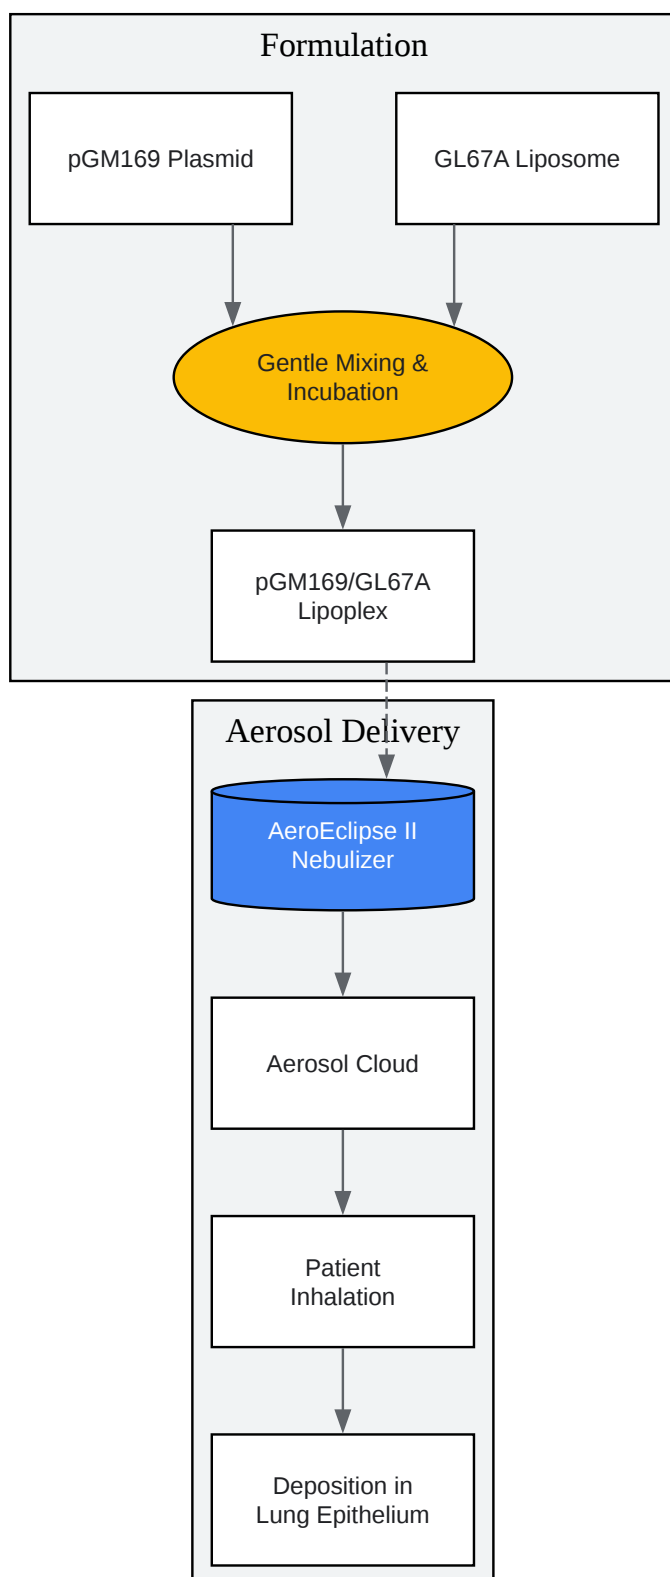 Formulation
pGM169 Plasmid
GL67A Liposome
Gentle Mixing &
Incubation
pGM169/GL67A
Lipoplex
Aerosol Delivery
AeroEclipse II
Nebulizer
Aerosol Cloud
Patient
Inhalation
Deposition in
Lung Epithelium